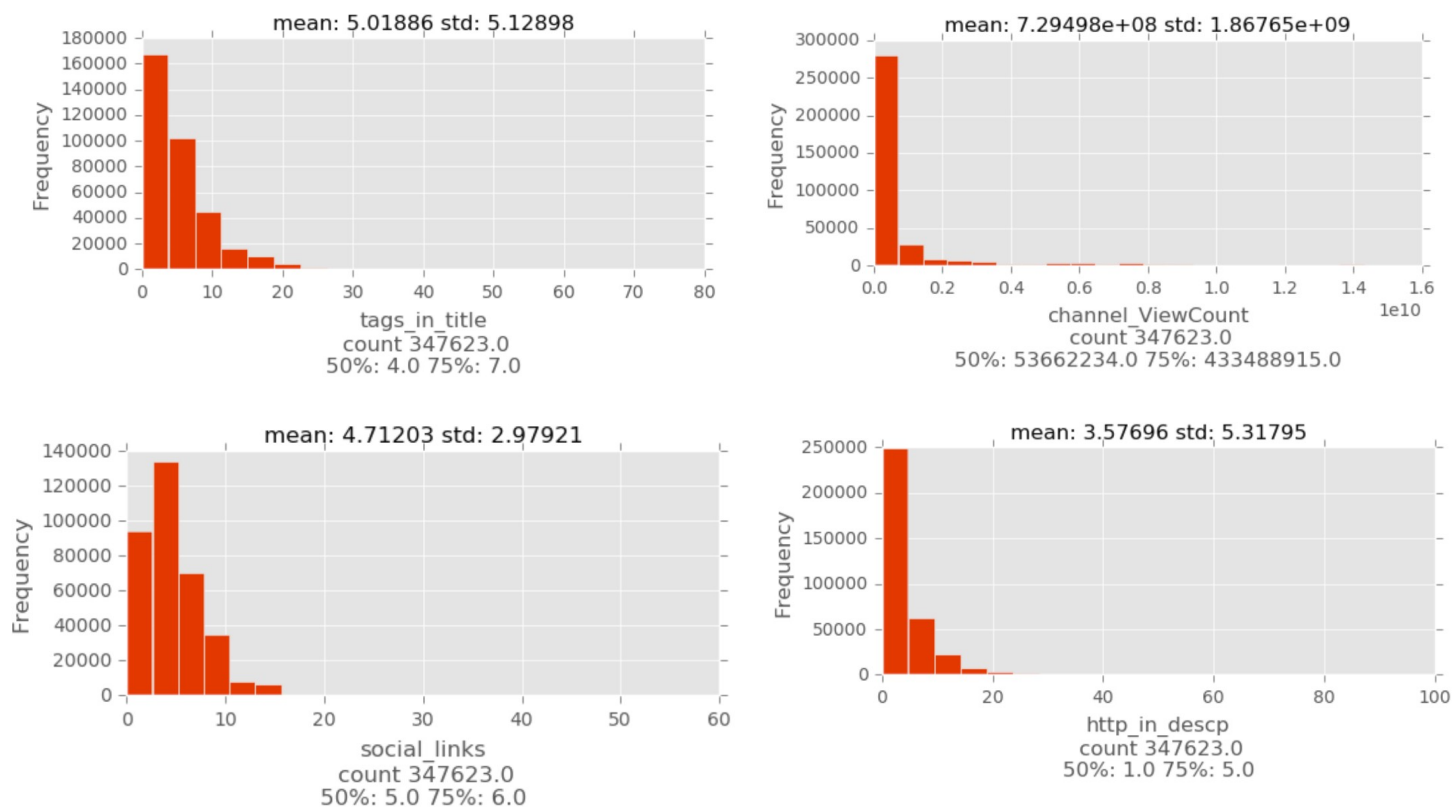 mean: 5.01886 std: 5.12898
180000
160000
140000
120000
100000
80000
60000
40000
20000
0
Frequency
0 10 20 30 40 50 60 70 80
tags_in_title
count 347623.0
50%: 4.0 75%: 7.0
mean: 7.29498e+08 std: 1.86765e+09
300000
250000
200000
150000
100000
50000
0
Frequency
0.0 0.2 0.4 0.6 0.8 1.0 1.2 1.4 1.6
1e10
channel_ViewCount
count 347623.0
50%: 53662234.0 75%: 433488915.0
mean: 4.71203 std: 2.97921
140000
120000
100000
80000
60000
40000
20000
0
Frequency
0 10 20 30 40 50 60
social_links
count 347623.0
50%: 5.0 75%: 6.0
mean: 3.57696 std: 5.31795
250000
200000
150000
100000
50000
0
Frequency
0 20 40 60 80 100
http_in_descp
count 347623.0
50%: 1.0 75%: 5.0